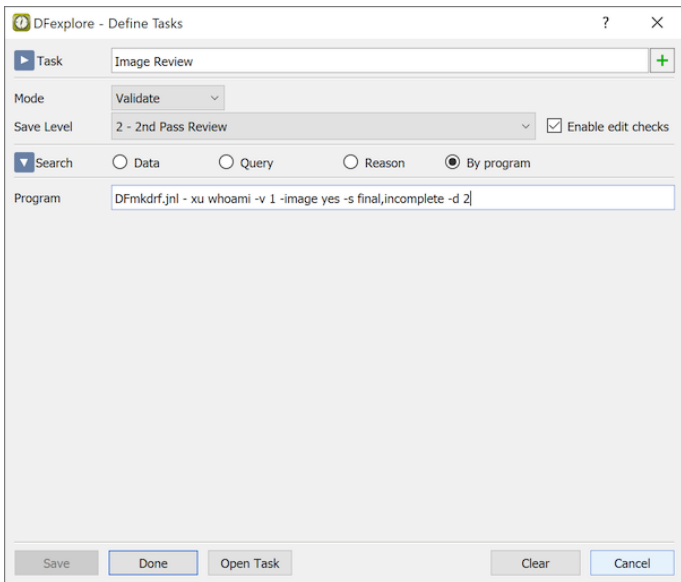 DFexplore - Define Tasks ? ×
Task Image Review +
Mode Validate
Save Level 2 - 2nd Pass Review Enable edit checks
Search Data Query Reason By program
Program DFmkdrf.jnl - xu whoami -v 1 -image yes -s final,incomplete -d 2
Save Done Open Task Clear Cancel